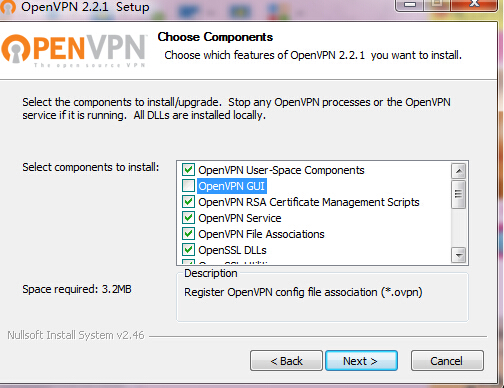 OpenVPN 2.2.1 Setup
OPENVPN
The open source VPN
Choose Components
Choose which features of OpenVPN 2.2.1 you want to install.
Select the components to install/upgrade. Stop any OpenVPN processes or the OpenVPN
service if it is running. All DLLs are installed locally.
Select components to install:
OpenVPN User-Space Components
OpenVPN GUI
OpenVPN RSA Certificate Management Scripts
OpenVPN Service
OpenVPN File Associations
OpenSSL DLLs
Space required: 3.2MB
Description
Register OpenVPN config file association (*.ovpn)
Nullsoft Install System v2.46
< Back
Next >
Cancel